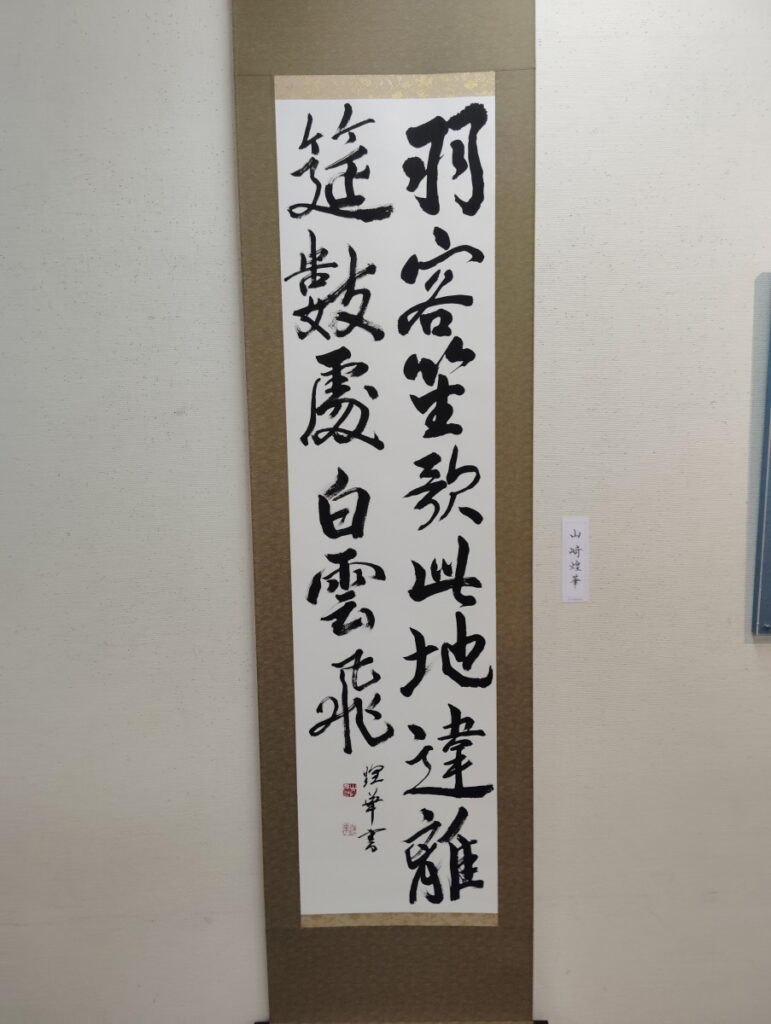 羽客笙歌此地違離
筵數處白雲飛
煌華書
山崎煌華